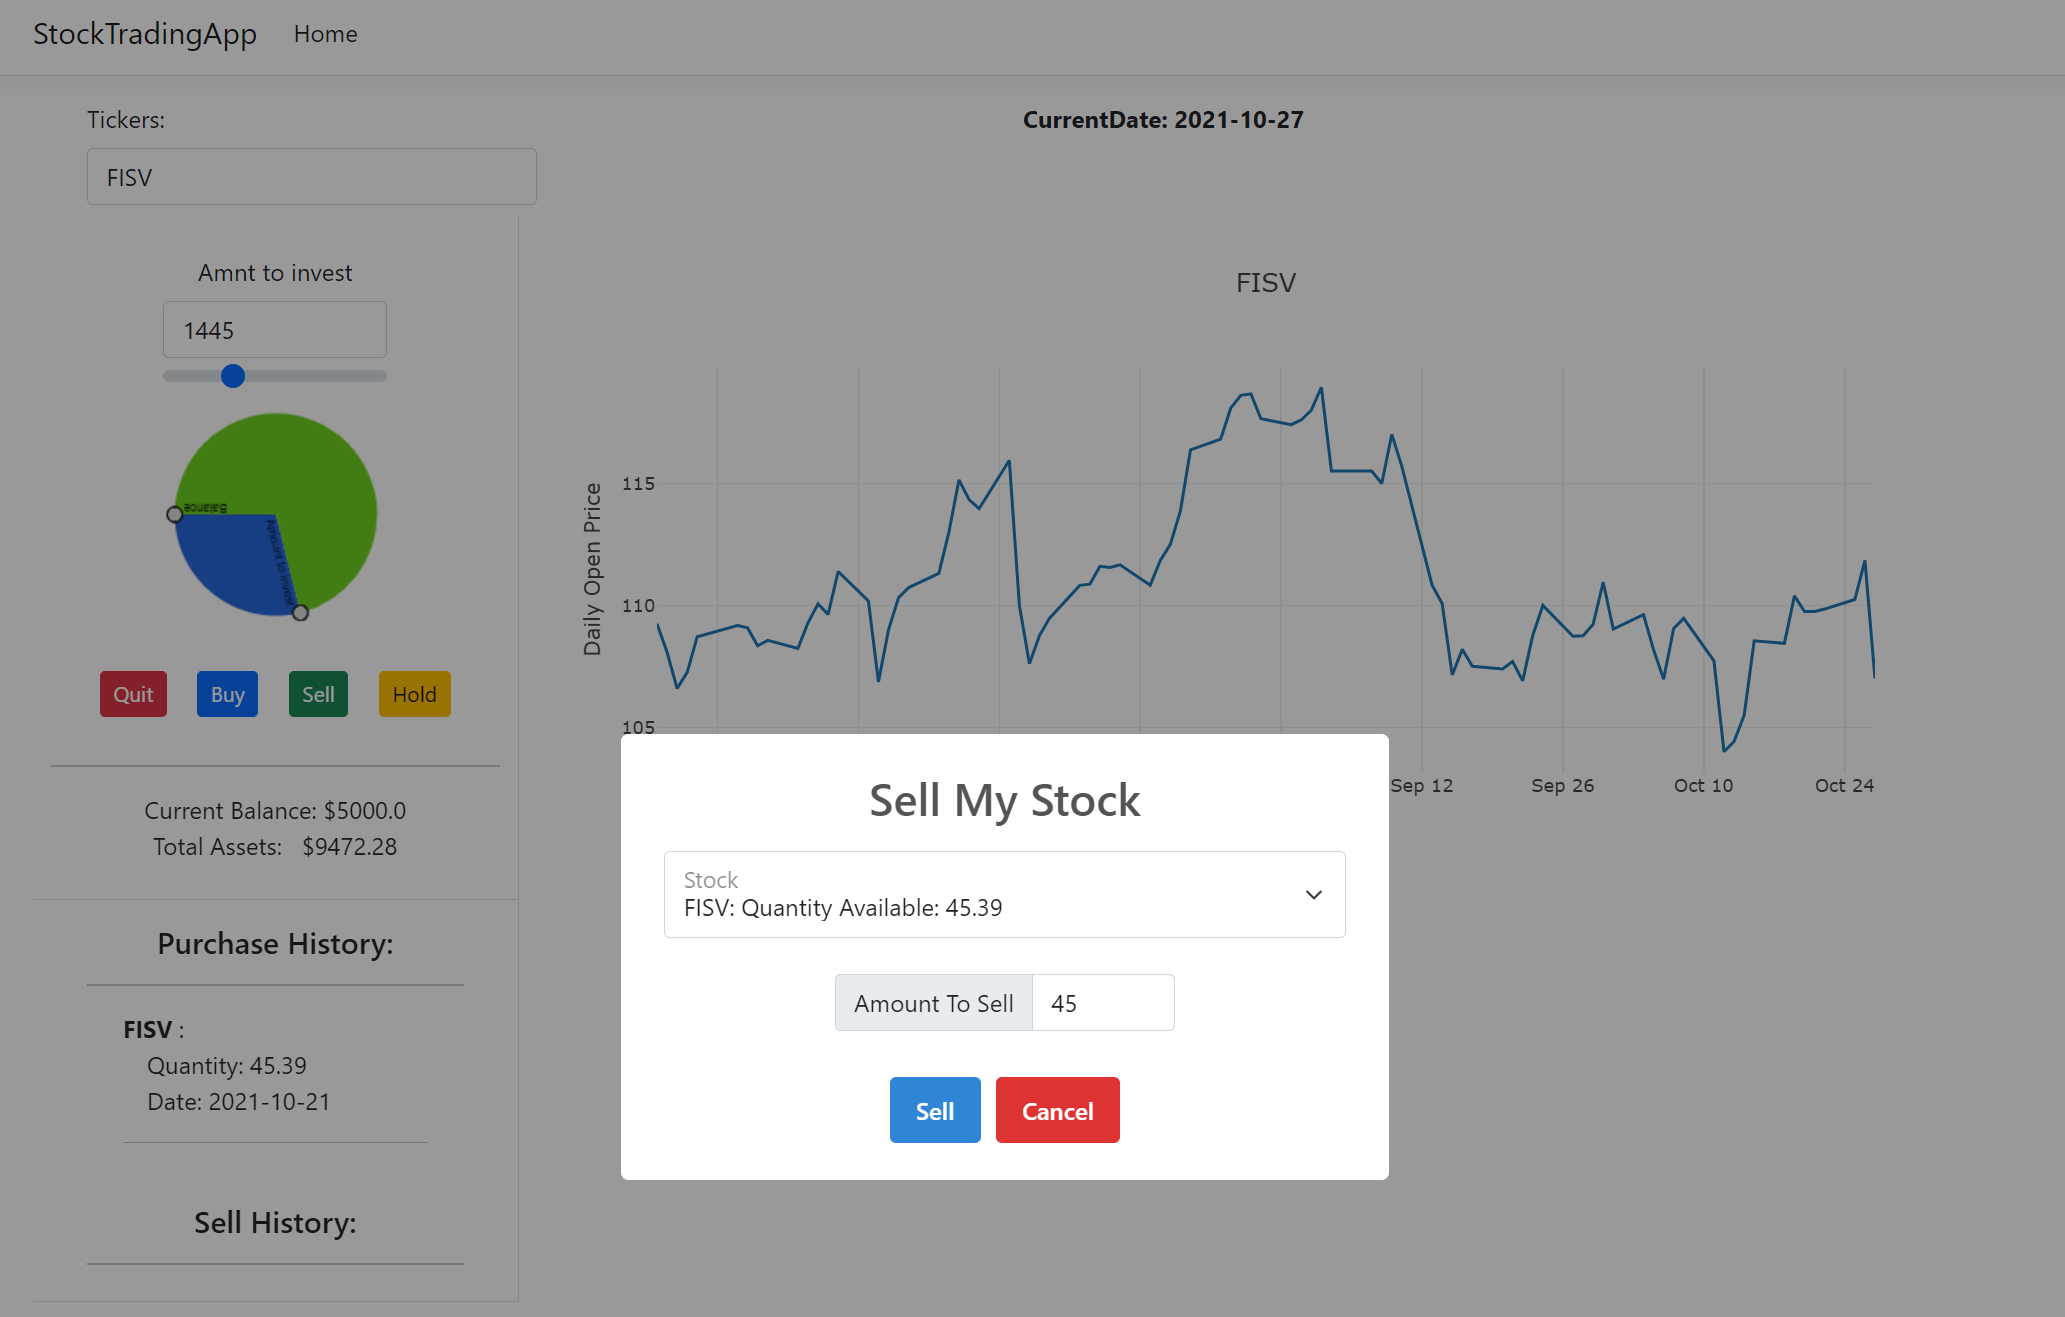 StockTradingApp Home
Tickers:
CurrentDate: 2021-10-27
FISV
Amnt to invest
1445
Balance
Amount to invest
Quit Buy Sell Hold
Current Balance: $5000.0
Total Assets: $9472.28
Purchase History:
FISV :
Quantity: 45.39
Date: 2021-10-21
Sell History:
FISV
Daily Open Price
115
110
105
Sep 12 Sep 26 Oct 10 Oct 24
Sell My Stock
Stock
FISV: Quantity Available: 45.39
Amount To Sell 45
Sell Cancel